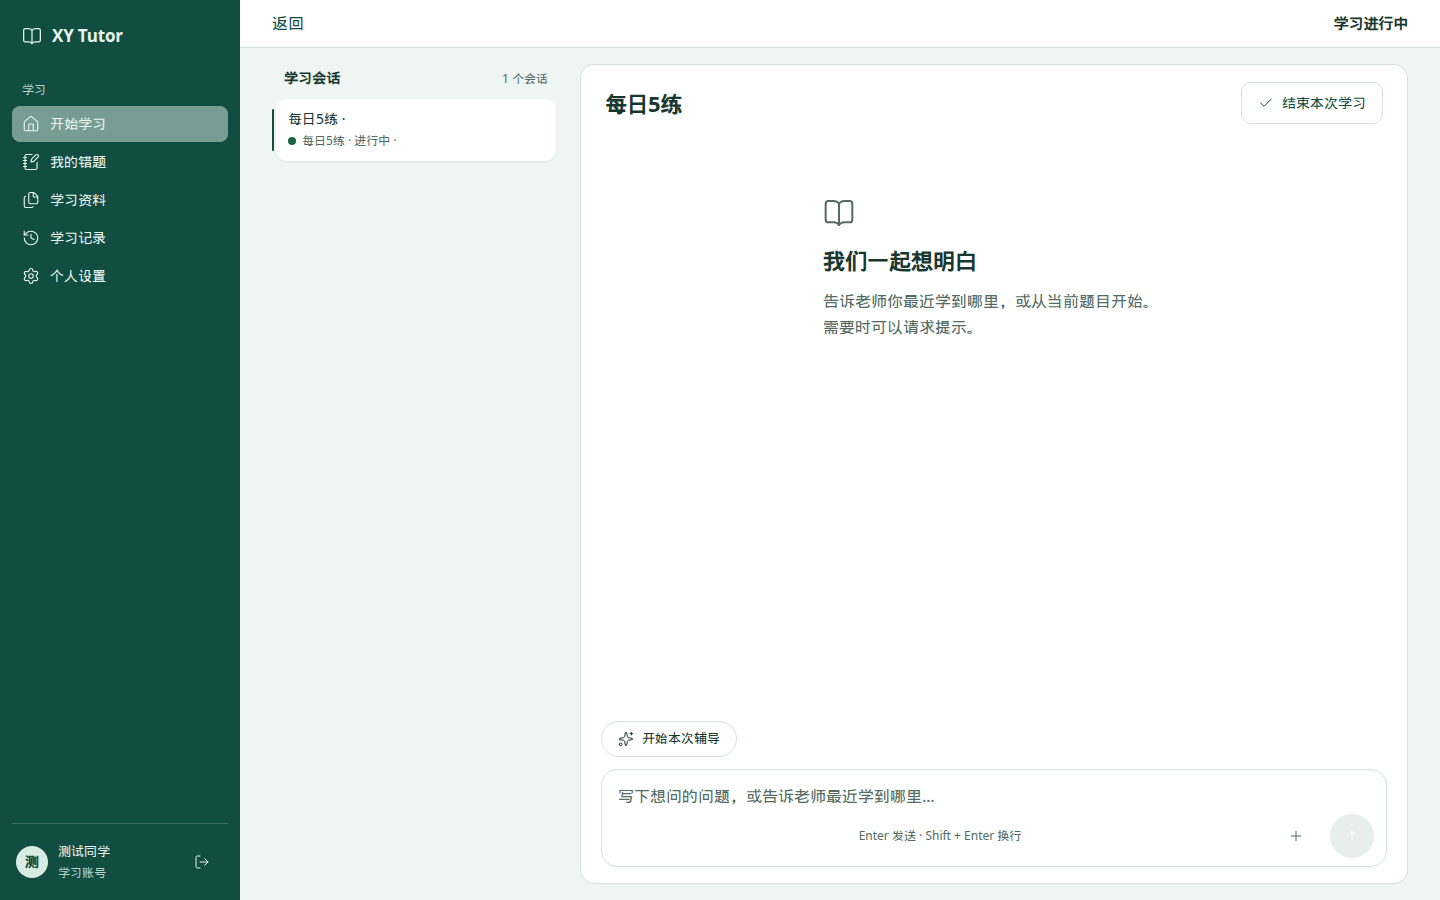 XY Tutor
学习
开始学习
我的错题
学习资料
学习记录
个人设置
测
测试同学
学习账号
返回
学习进行中
学习会话
1 个会话
每日5练 ·
每日5练 · 进行中 ·
每日5练
结束本次学习
我们一起想明白
告诉老师你最近学到哪里，或从当前题目开始。
需要时可以请求提示。
开始本次辅导
写下想问的问题，或告诉老师最近学到哪里...
Enter 发送 · Shift + Enter 换行